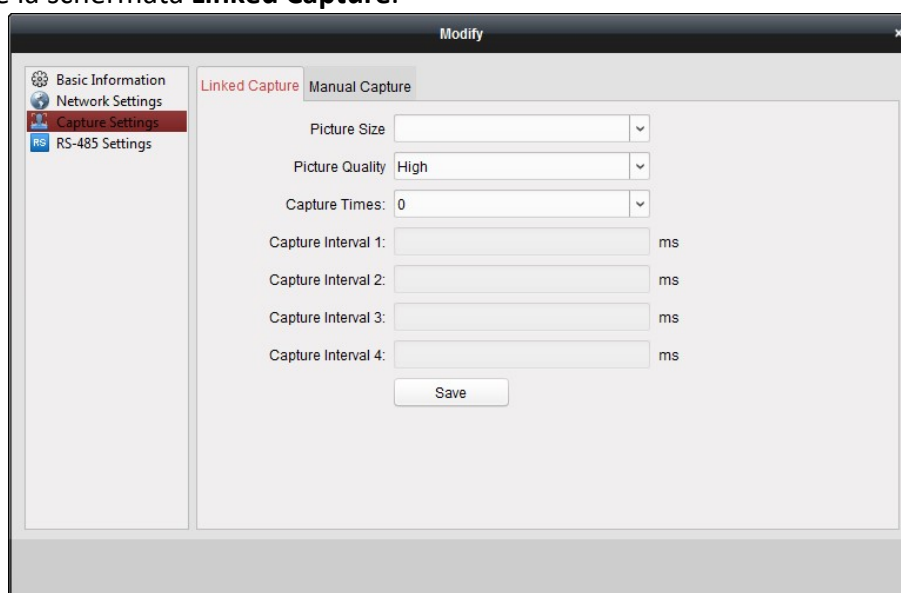 e la schermata Linked Capture.
Modify
Basic Information
Network Settings
Capture Settings
RS-485 Settings
Linked Capture
Manual Capture
Picture Size
Picture Quality High
Capture Times: 0
Capture Interval 1: ms
Capture Interval 2: ms
Capture Interval 3: ms
Capture Interval 4: ms
Save